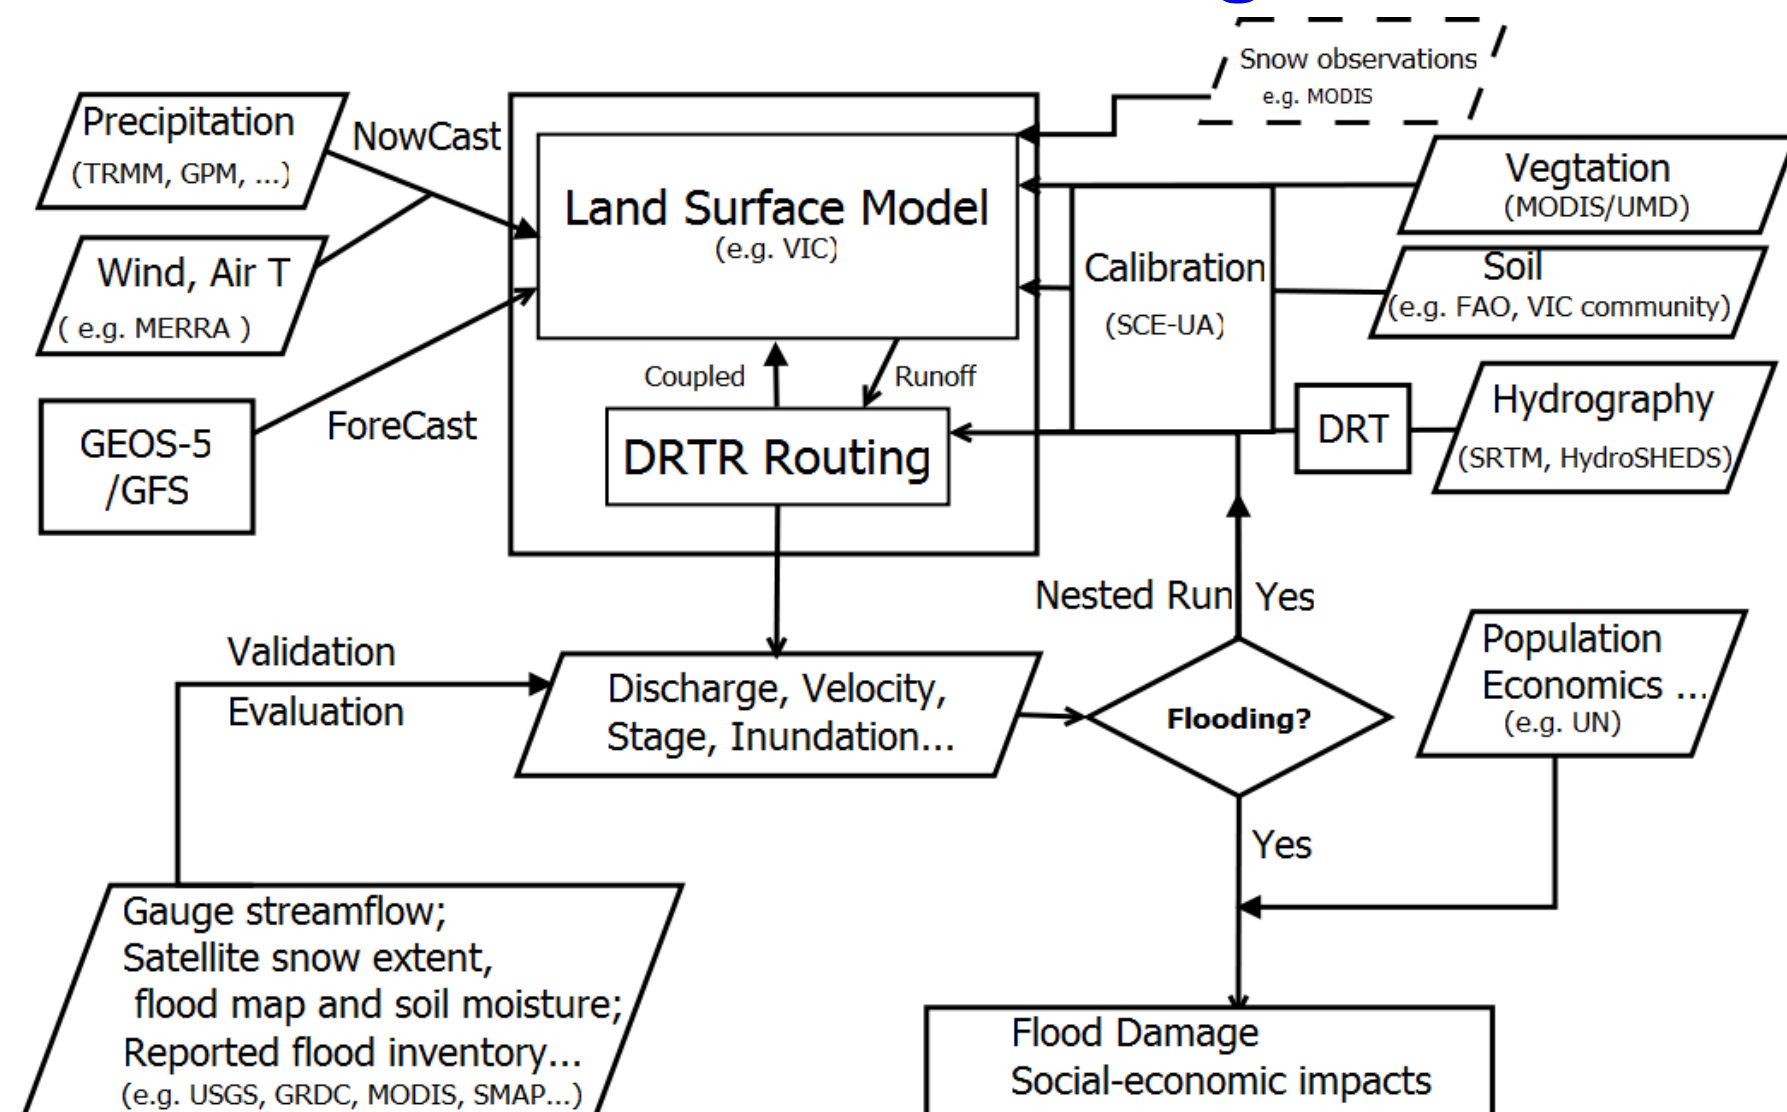 Snow observations
e.g. MODIS
Precipitation
(TRMM, GPM, ...)
NowCast
Vegtation
(MODIS/UMD)
Land Surface Model
(e.g. VIC)
Wind, Air T
( e.g. MERRA )
Calibration
(SCE-UA)
Soil
(e.g. FAO, VIC community)
Coupled
Runoff
GEOS-5
/GFS
ForeCast
DRTR Routing
DRT
Hydrography
(SRTM, HydroSHEDS)
Nested Run
Yes
Validation
Evaluation
Discharge, Velocity,
Stage, Inundation...
Flooding?
Population
Economics ...
(e.g. UN)
Yes
Gauge streamflow;
Satellite snow extent,
flood map and soil moisture;
Reported flood inventory...
(e.g. USGS, GRDC, MODIS, SMAP...)
Flood Damage
Social-economic impacts